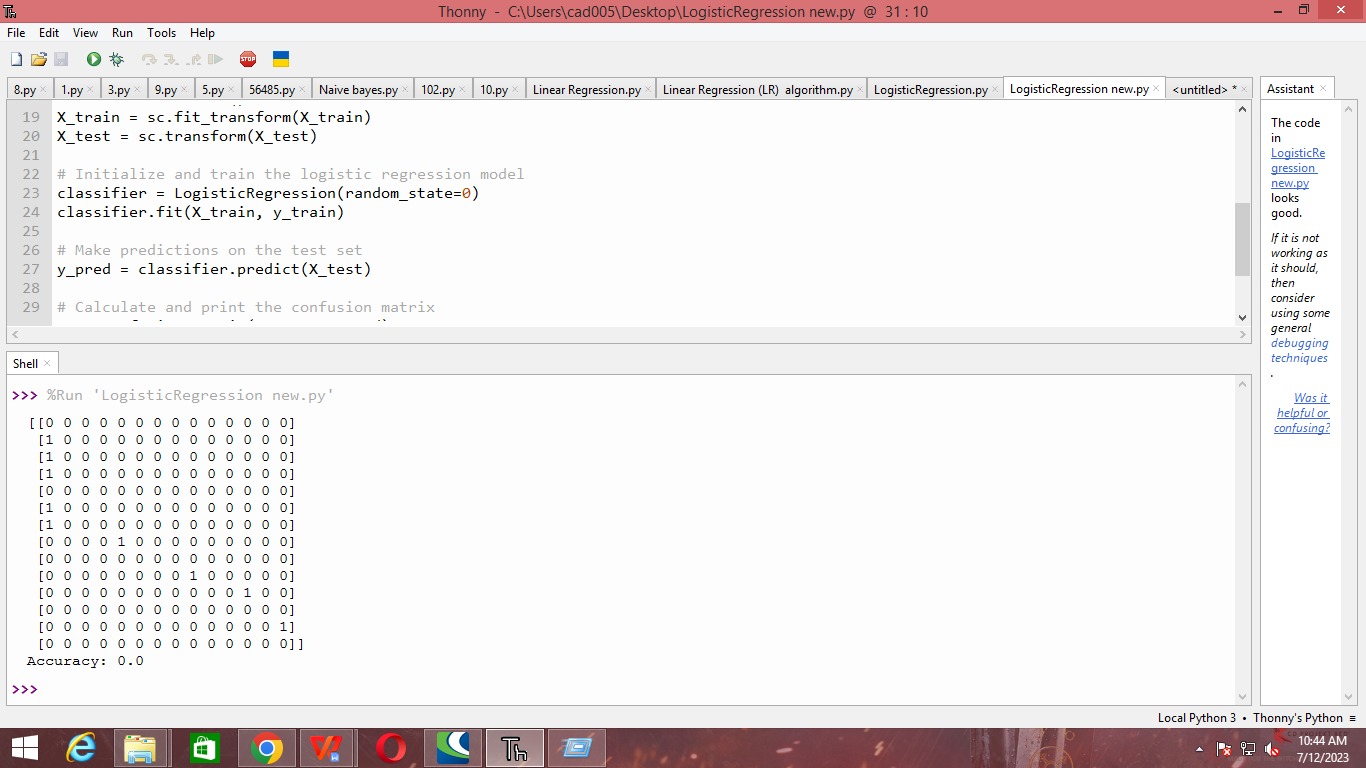 Thonny - C:\Users\cad005\Desktop\LogisticRegression new.py @ 31 : 10
File Edit View Run Tools Help
STOP
8.py 1.py 3.py 9.py 5.py 56485.py Naive bayes.py 102.py 10.py Linear Regression.py Linear Regression (LR) algorithm.py LogisticRegression.py LogisticRegression new.py <untitled> *
19 X_train = sc.fit_transform(X_train)
20 X_test = sc.transform(X_test)
21
22 # Initialize and train the logistic regression model
23 classifier = LogisticRegression(random_state=0)
24 classifier.fit(X_train, y_train)
25
26 # Make predictions on the test set
27 y_pred = classifier.predict(X_test)
28
29 # Calculate and print the confusion matrix
Shell
>>> %Run 'LogisticRegression new.py'
[[0 0 0 0 0 0 0 0 0 0 0 0 0 0]
[1 0 0 0 0 0 0 0 0 0 0 0 0 0]
[1 0 0 0 0 0 0 0 0 0 0 0 0 0]
[1 0 0 0 0 0 0 0 0 0 0 0 0 0]
[0 0 0 0 0 0 0 0 0 0 0 0 0 0]
[1 0 0 0 0 0 0 0 0 0 0 0 0 0]
[1 0 0 0 0 0 0 0 0 0 0 0 0 0]
[0 0 0 0 1 0 0 0 0 0 0 0 0 0]
[0 0 0 0 0 0 0 0 0 0 0 0 0 0]
[0 0 0 0 0 0 0 0 1 0 0 0 0 0]
[0 0 0 0 0 0 0 0 0 0 0 1 0 0]
[0 0 0 0 0 0 0 0 0 0 0 0 0 0]
[0 0 0 0 0 0 0 0 0 0 0 0 0 1]
[0 0 0 0 0 0 0 0 0 0 0 0 0 0]]
Accuracy: 0.0
>>>
Assistant
The code
in
LogisticRe
gression
new.py
looks
good.
If it is not
working as
it should,
then
consider
using some
general
debugging
techniques
.
Was it
helpful or
confusing?
Local Python 3 • Thonny's Python ≡
Th
10:44 AM
7/12/2023